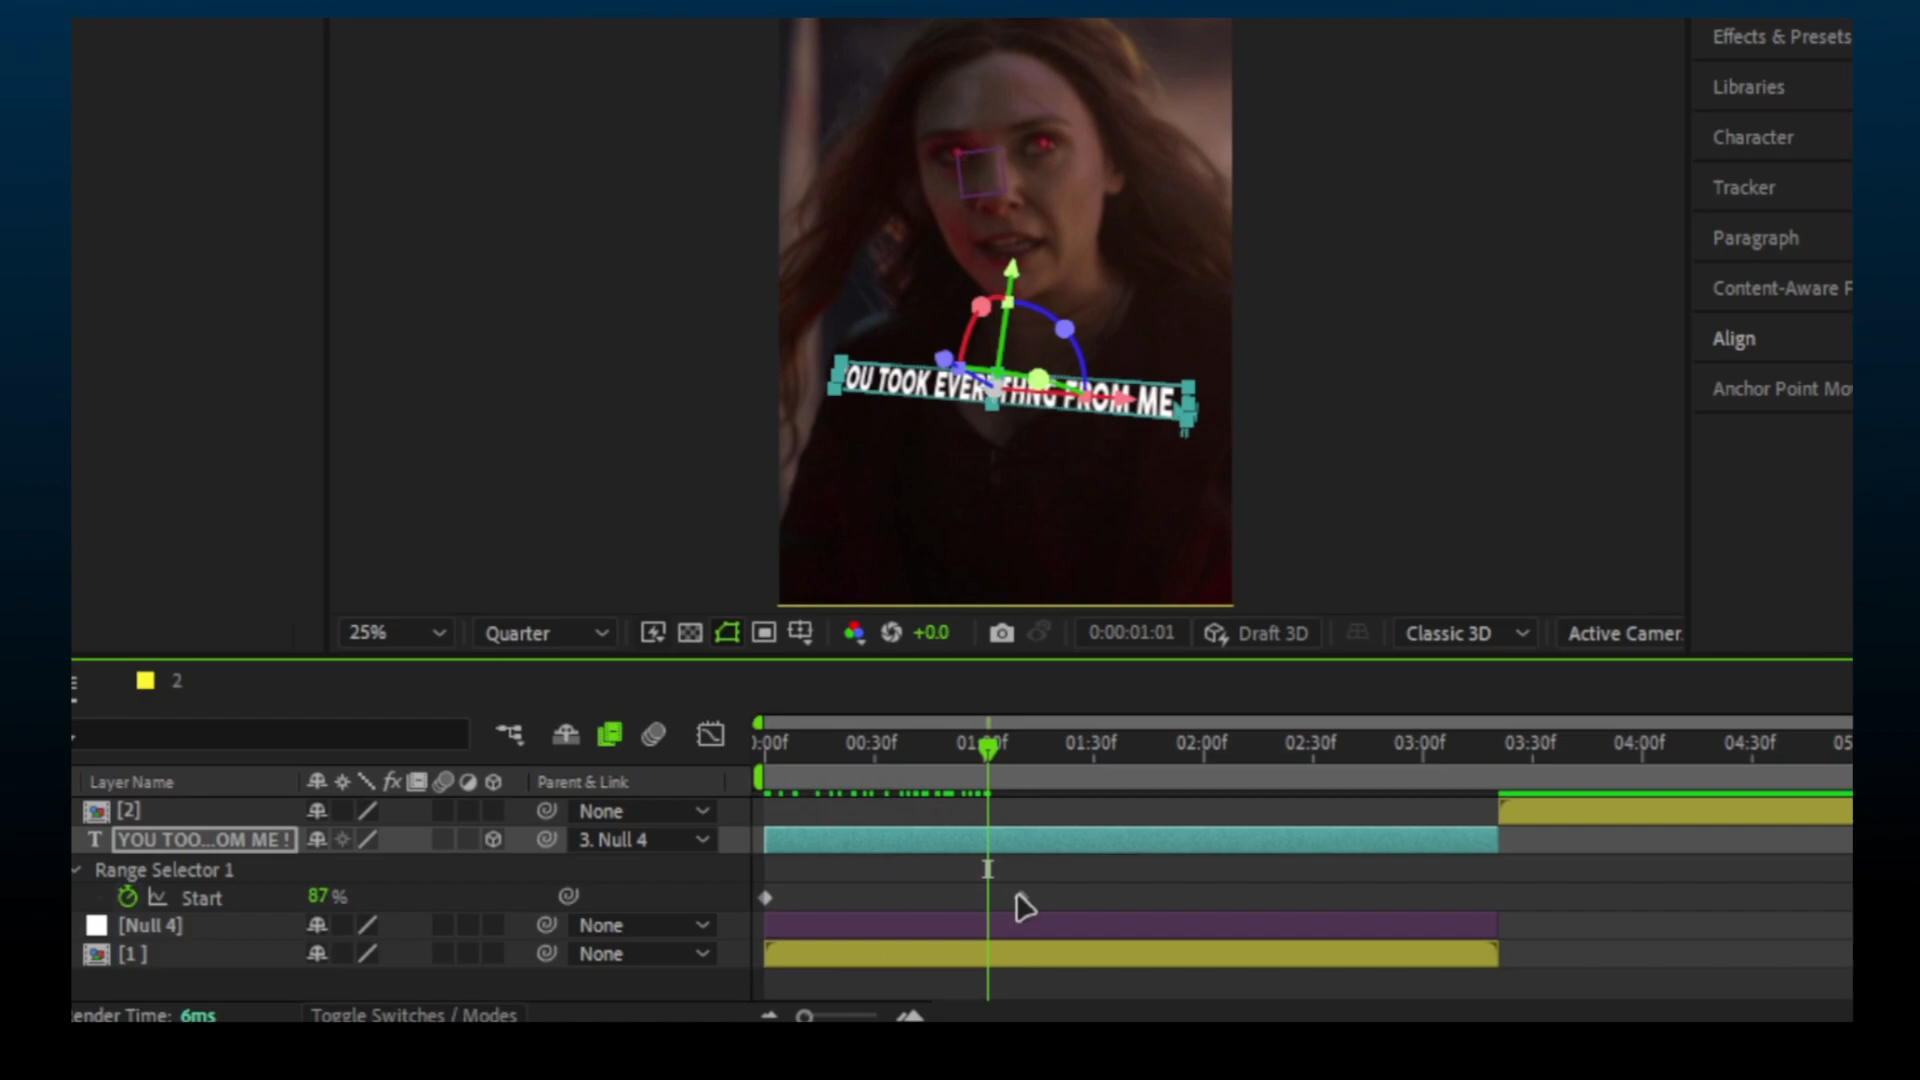 Effects & Presets
Libraries
Character
Tracker
Paragraph
Content-Aware F
Align
Anchor Point Mo
OU TOOK EVERYTHNG FROM ME
25%
Quarter
+0.0
0:00:01:01
Draft 3D
Classic 3D
Active Camer.
2
0:00f 00:30f 01:00f 01:30f 02:00f 02:30f 03:00f 03:30f 04:00f 04:30f 05
Layer Name
fx
Parent & Link
[2]
None
T YOU TOO...OM ME !
3. Null 4
Range Selector 1
Start
87 %
[Null 4]
None
[1 ]
None
ender Time: 6ms
Toggle Switches / Modes